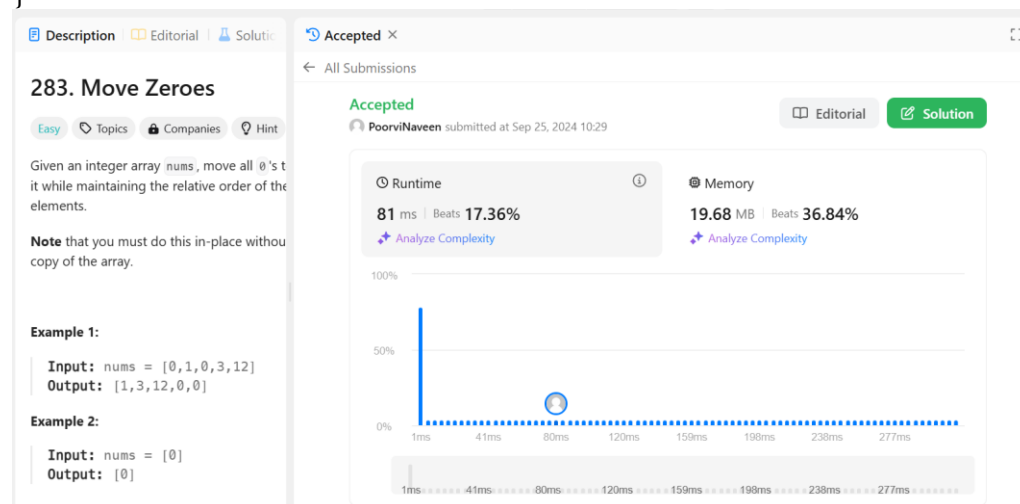 Description
Editorial
Solutic
283. Move Zeroes
Easy
Topics
Companies
Hint
Given an integer array nums, move all 0's t
it while maintaining the relative order of the
elements.
Note that you must do this in-place withou
copy of the array.
Example 1:
Input: nums = [0,1,0,3,12]
Output: [1,3,12,0,0]
Example 2:
Input: nums = [0]
Output: [0]
Accepted
All Submissions
Accepted
PoorviNaveen submitted at Sep 25, 2024 10:29
Editorial
Solution
Runtime
81 ms Beats 17.36%
Analyze Complexity
Memory
19.68 MB Beats 36.84%
Analyze Complexity
100%
50%
0%
1ms 41ms 80ms 120ms 159ms 198ms 238ms 277ms
1ms 41ms 80ms 120ms 159ms 198ms 238ms 277ms